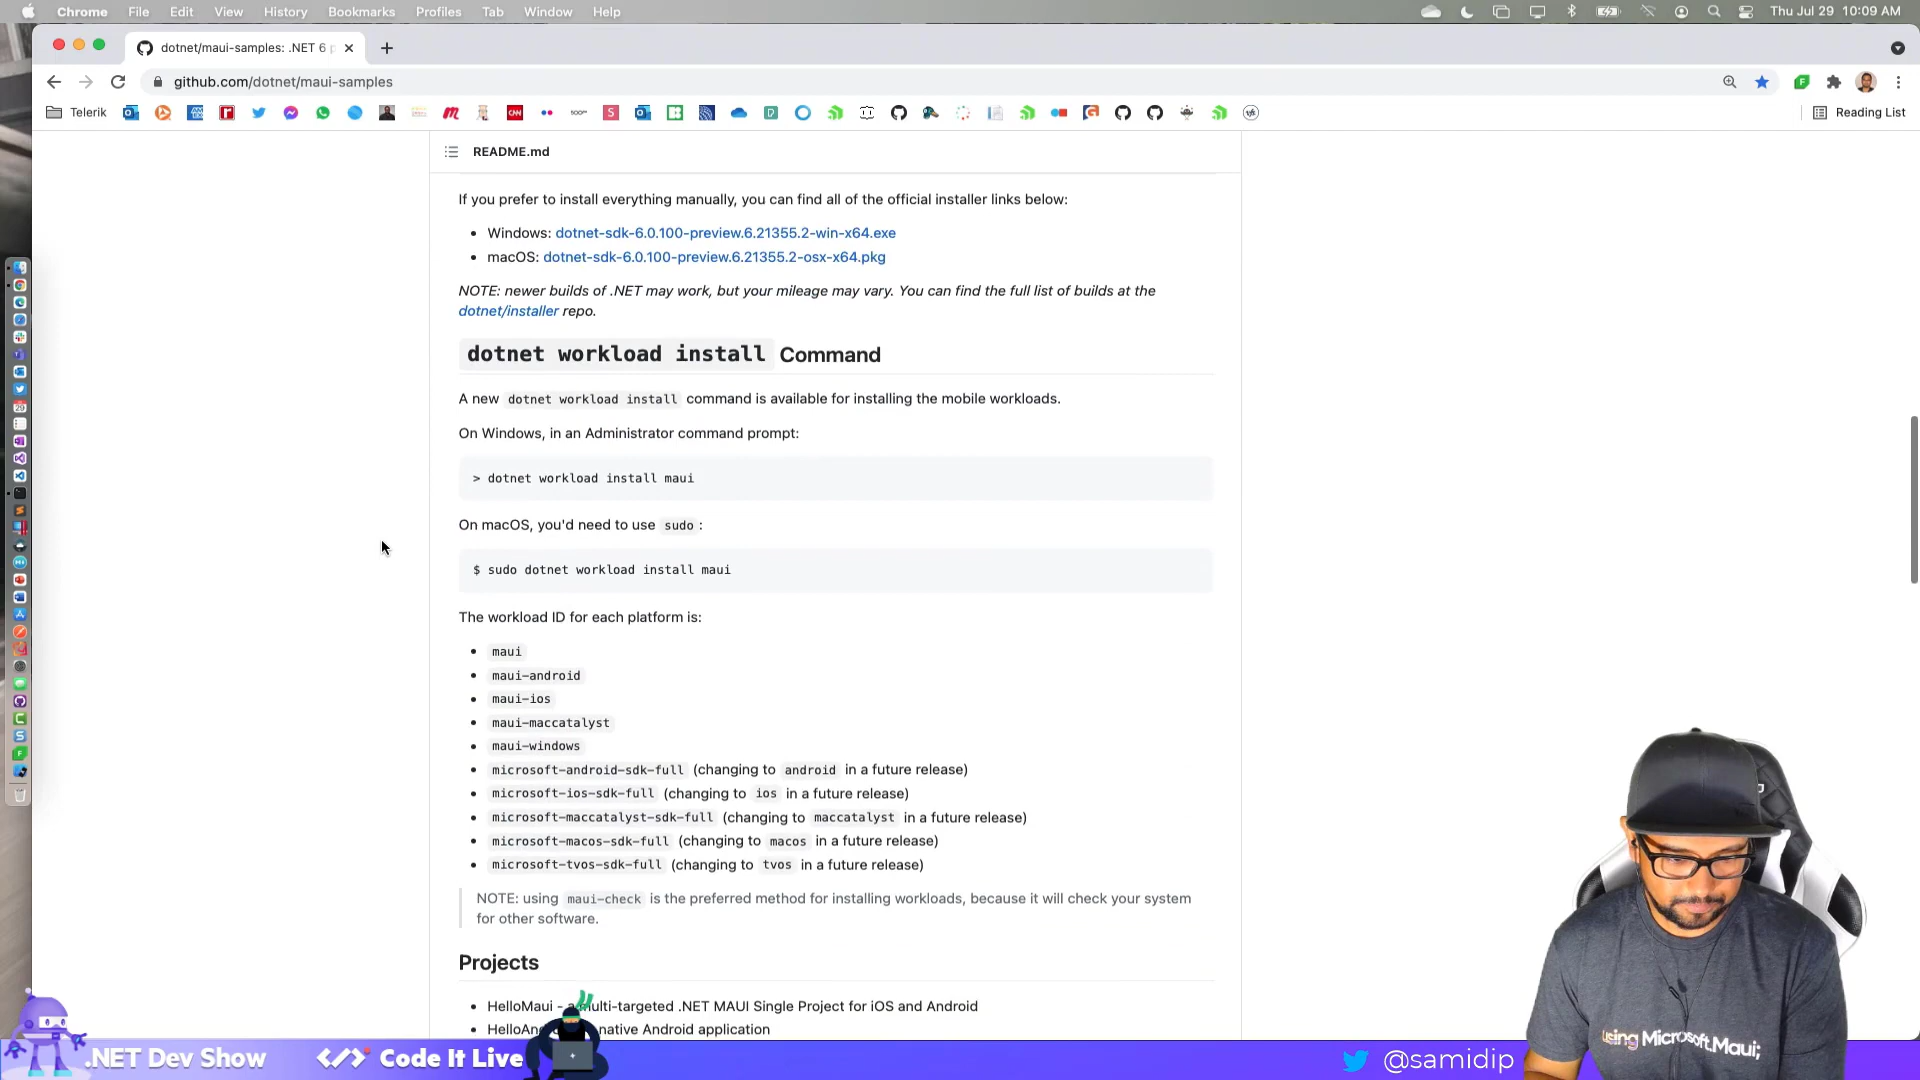 Chrome File Edit View History Bookmarks Profiles Tab Window Help Thu Jul 29 10:09 AM
dotnet/maui-samples: .NET 6 p
github.com/dotnet/maui-samples
Telerik Reading List
README.md
If you prefer to install everything manually, you can find all of the official installer links below:
• Windows: dotnet-sdk-6.0.100-preview.6.21355.2-win-x64.exe
• macOS: dotnet-sdk-6.0.100-preview.6.21355.2-osx-x64.pkg
NOTE: newer builds of .NET may work, but your mileage may vary. You can find the full list of builds at the
dotnet/installer repo.
dotnet workload install Command
A new dotnet workload install command is available for installing the mobile workloads.
On Windows, in an Administrator command prompt:
> dotnet workload install maui
On macOS, you'd need to use sudo :
$ sudo dotnet workload install maui
The workload ID for each platform is:
• maui
• maui-android
• maui-ios
• maui-maccatalyst
• maui-windows
• microsoft-android-sdk-full (changing to android in a future release)
• microsoft-ios-sdk-full (changing to ios in a future release)
• microsoft-maccatalyst-sdk-full (changing to maccatalyst in a future release)
• microsoft-macos-sdk-full (changing to macos in a future release)
• microsoft-tvos-sdk-full (changing to tvos in a future release)
NOTE: using maui-check is the preferred method for installing workloads, because it will check your system
for other software.
Projects
• HelloMaui - a multi-targeted .NET MAUI Single Project for iOS and Android
native Android application
using Microsoft.Maui;
.NET Dev Show </> Code It Live @samidip